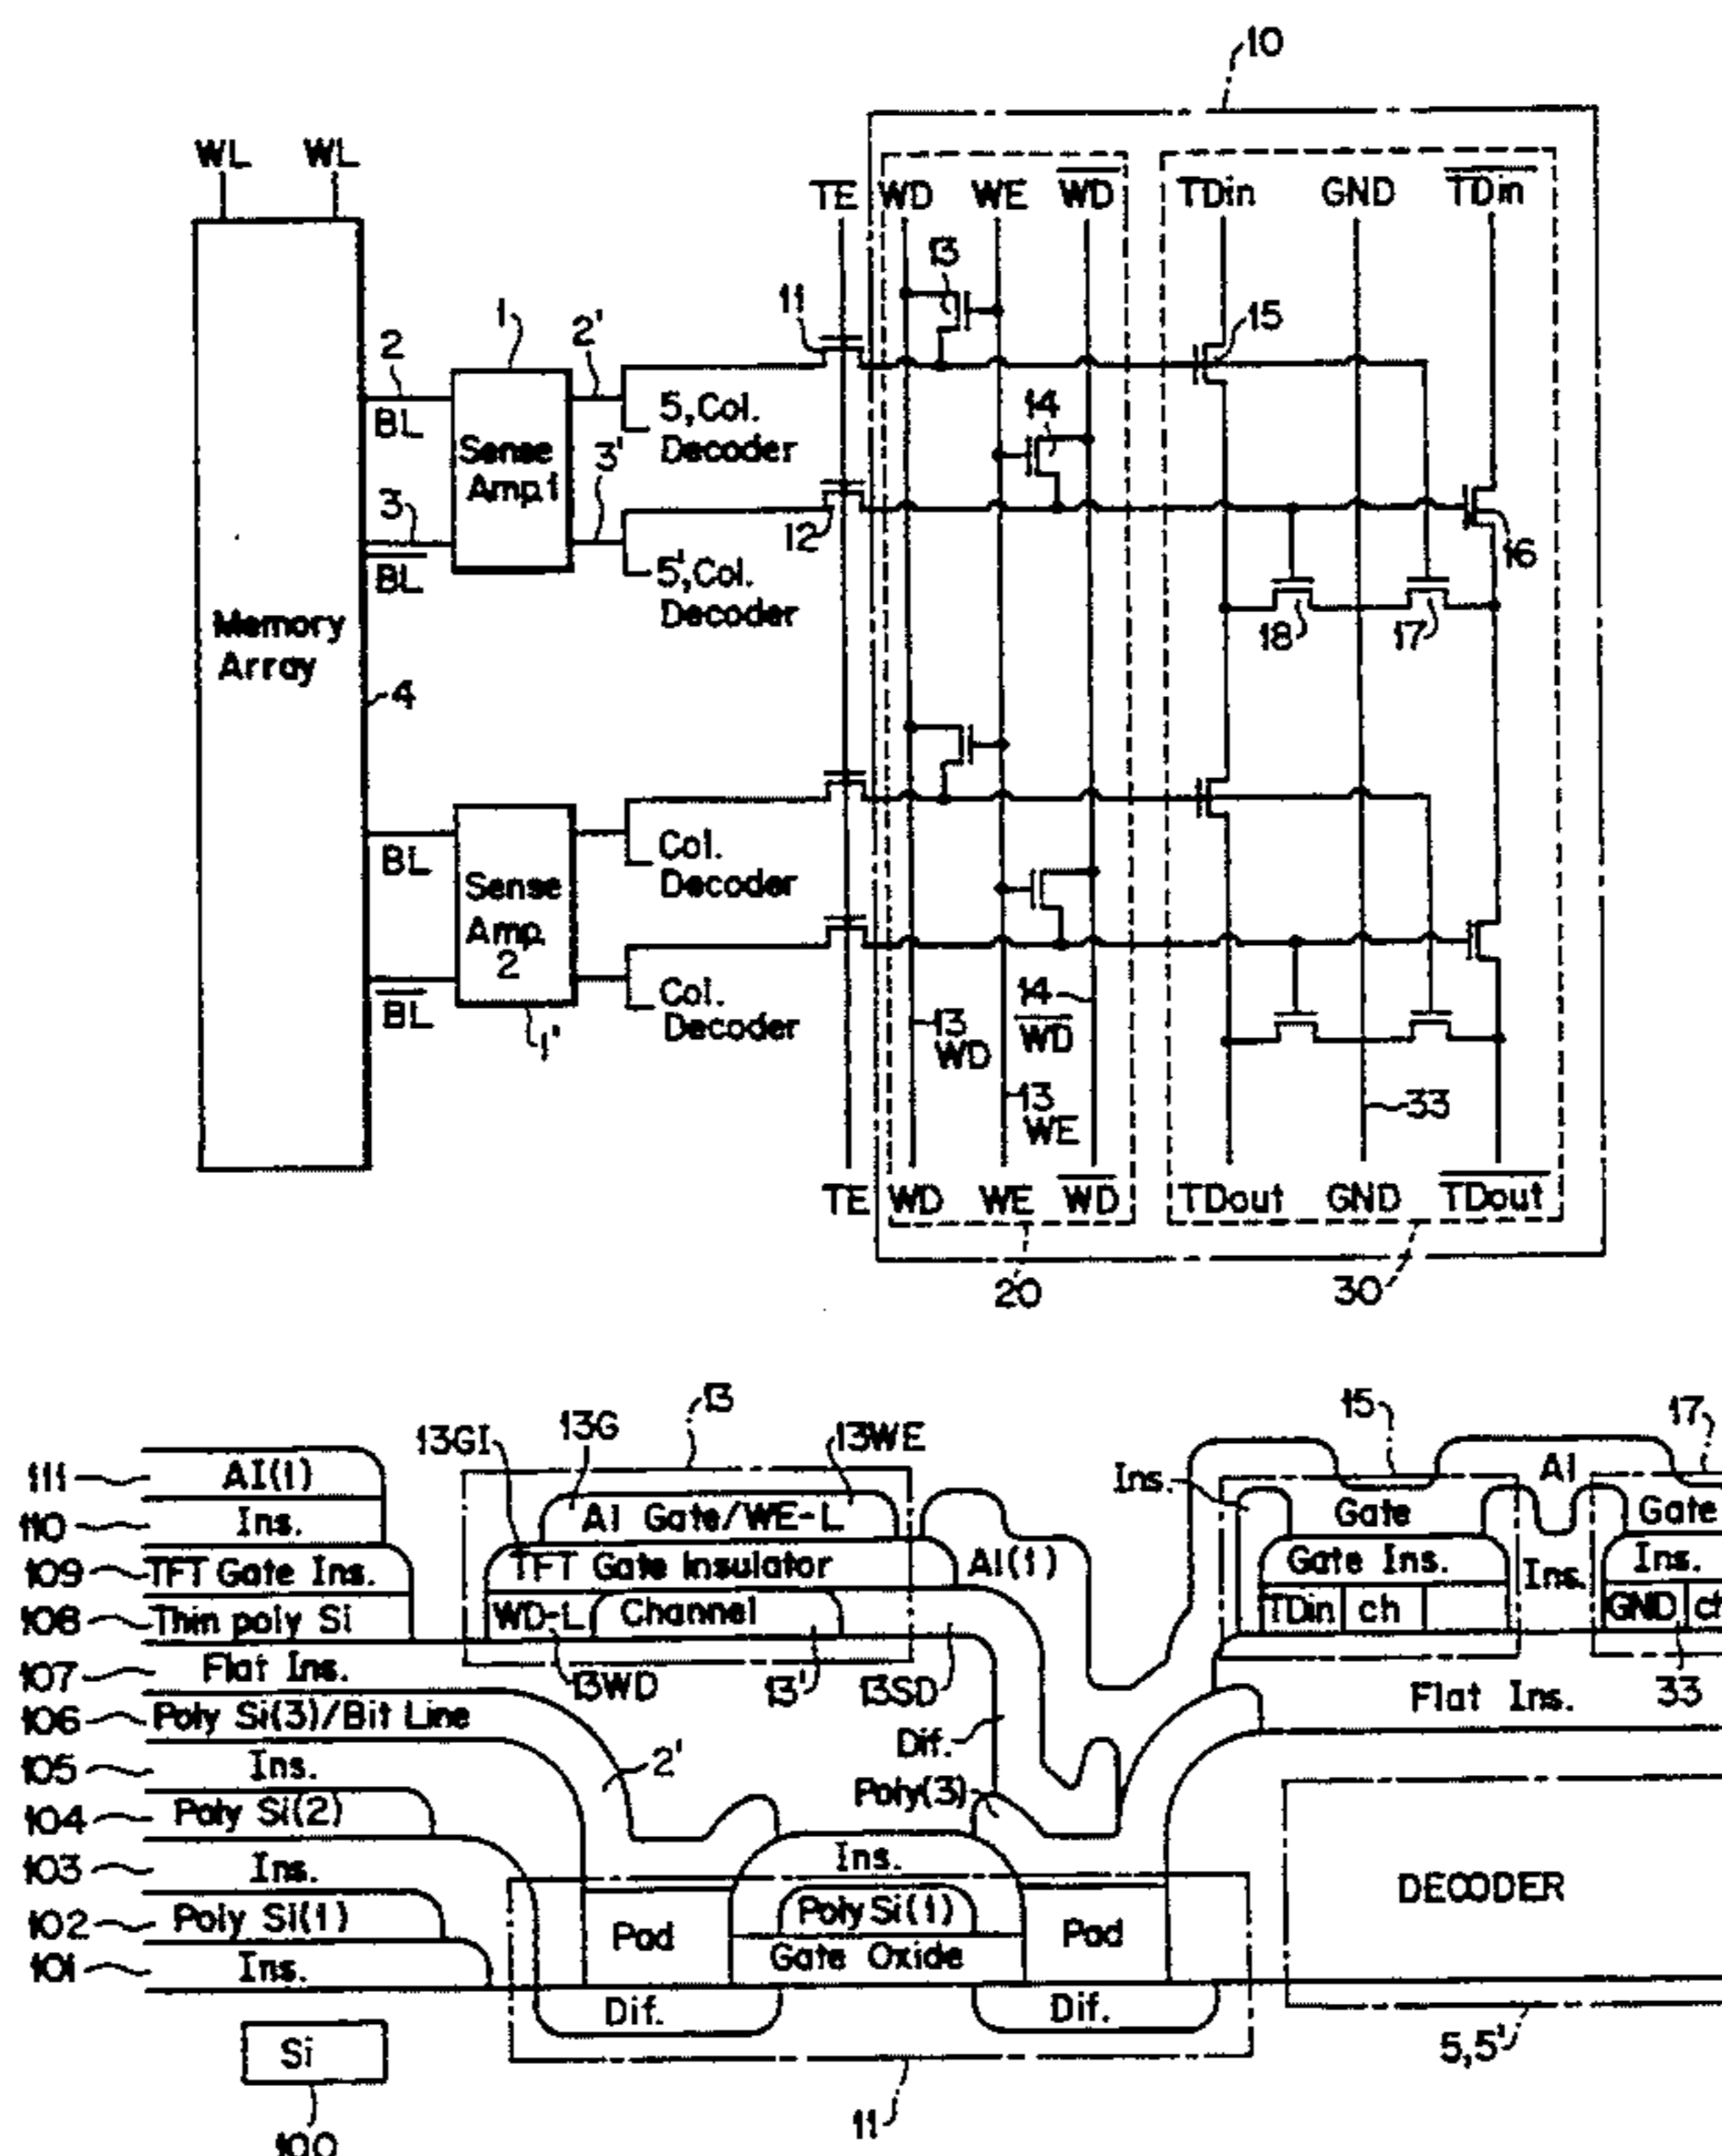 10
WL WL
TE WD WE W̅D̅ TDin GND T̅D̅i̅n̅
13
11
15
1
2 2'
BL
5,Col.
Decoder
14
Sense
Amp.1
3 3'
B̅L̅
12
16
5',Col.
Decoder
Memory
Array
18 17
4
BL
Col.
Decoder
Sense
Amp.
2
B̅L̅
Col.
Decoder
1'
13
WD
14
W̅D̅
13
WE
33
TE WD WE W̅D̅ TDout GND T̅D̅o̅u̅t̅
20 30
13
13GI 13G 13WE
15 17
111 Al(1)
Ins.
Al
110 Ins.
Al Gate/WE-L
Gate Gate
109 TFT Gate Ins.
TFT Gate Insulator
Al(1)
Gate Ins. Ins. Ins.
108 Thin poly Si
WD-L Channel
TDin ch GND ch
107 Flat Ins.
13WD 13' 13SD
Flat Ins. 33
106 Poly Si(3)/Bit Line
Dif.
105 Ins.
2'
Poly(3)
104 Poly Si(2)
103 Ins.
Ins.
DECODER
102 Poly Si(1)
Pad Poly Si(1) Pad
101 Ins.
Gate Oxide
Dif. Dif.
Si
5,5'
11
100